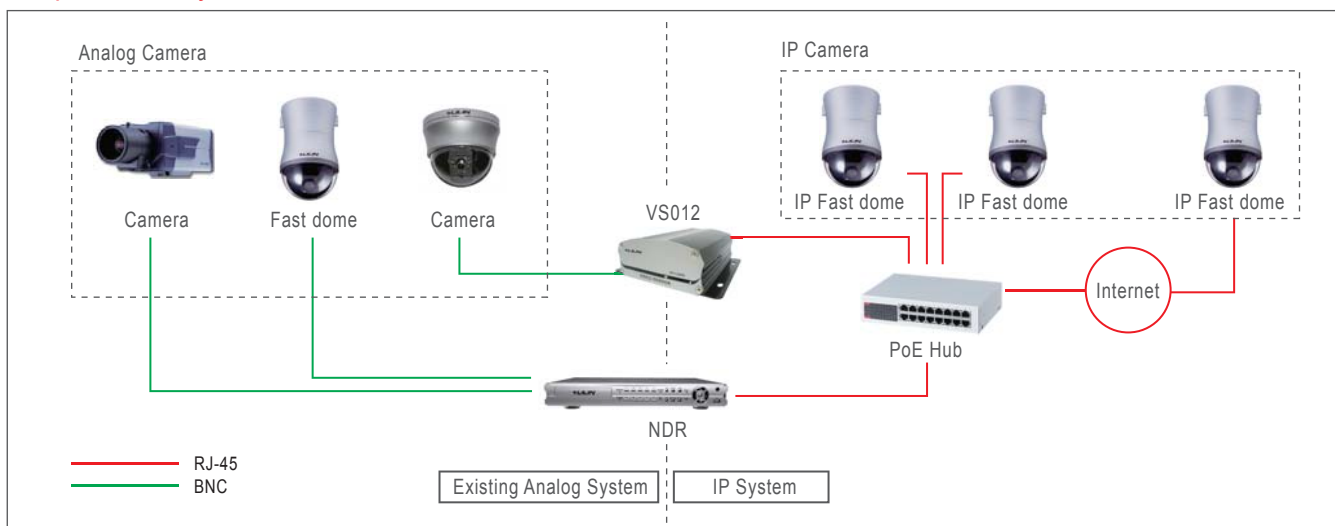 Analog Camera
IP Camera
Camera
Fast dome
Camera
VS012
IP Fast dome
IP Fast dome
IP Fast dome
Internet
PoE Hub
NDR
RJ-45
BNC
Existing Analog System
IP System